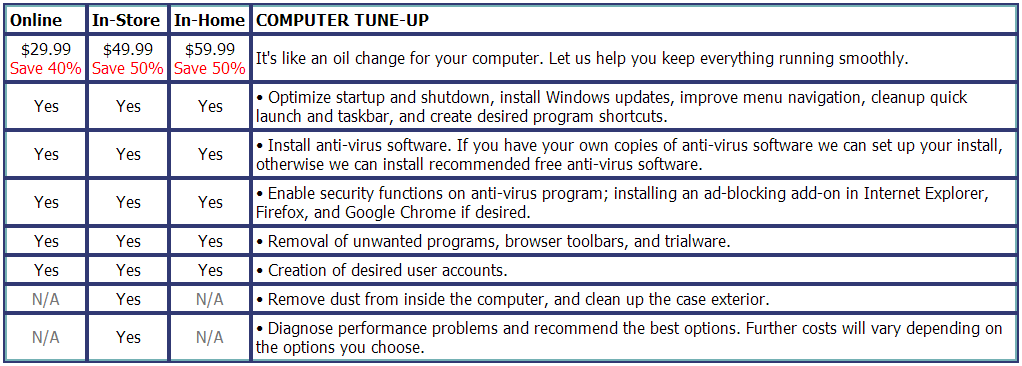 Online In-Store In-Home COMPUTER TUNE-UP
$29.99 $49.99 $59.99 It's like an oil change for your computer. Let us help you keep everything running smoothly.
Save 40% Save 50% Save 50%
Yes Yes Yes • Optimize startup and shutdown, install Windows updates, improve menu navigation, cleanup quick
launch and taskbar, and create desired program shortcuts.
Yes Yes Yes • Install anti-virus software. If you have your own copies of anti-virus software we can set up your install,
otherwise we can install recommended free anti-virus software.
Yes Yes Yes • Enable security functions on anti-virus program; installing an ad-blocking add-on in Internet Explorer,
Firefox, and Google Chrome if desired.
Yes Yes Yes • Removal of unwanted programs, browser toolbars, and trialware.
Yes Yes Yes • Creation of desired user accounts.
N/A Yes N/A • Remove dust from inside the computer, and clean up the case exterior.
N/A Yes N/A • Diagnose performance problems and recommend the best options. Further costs will vary depending on
the options you choose.